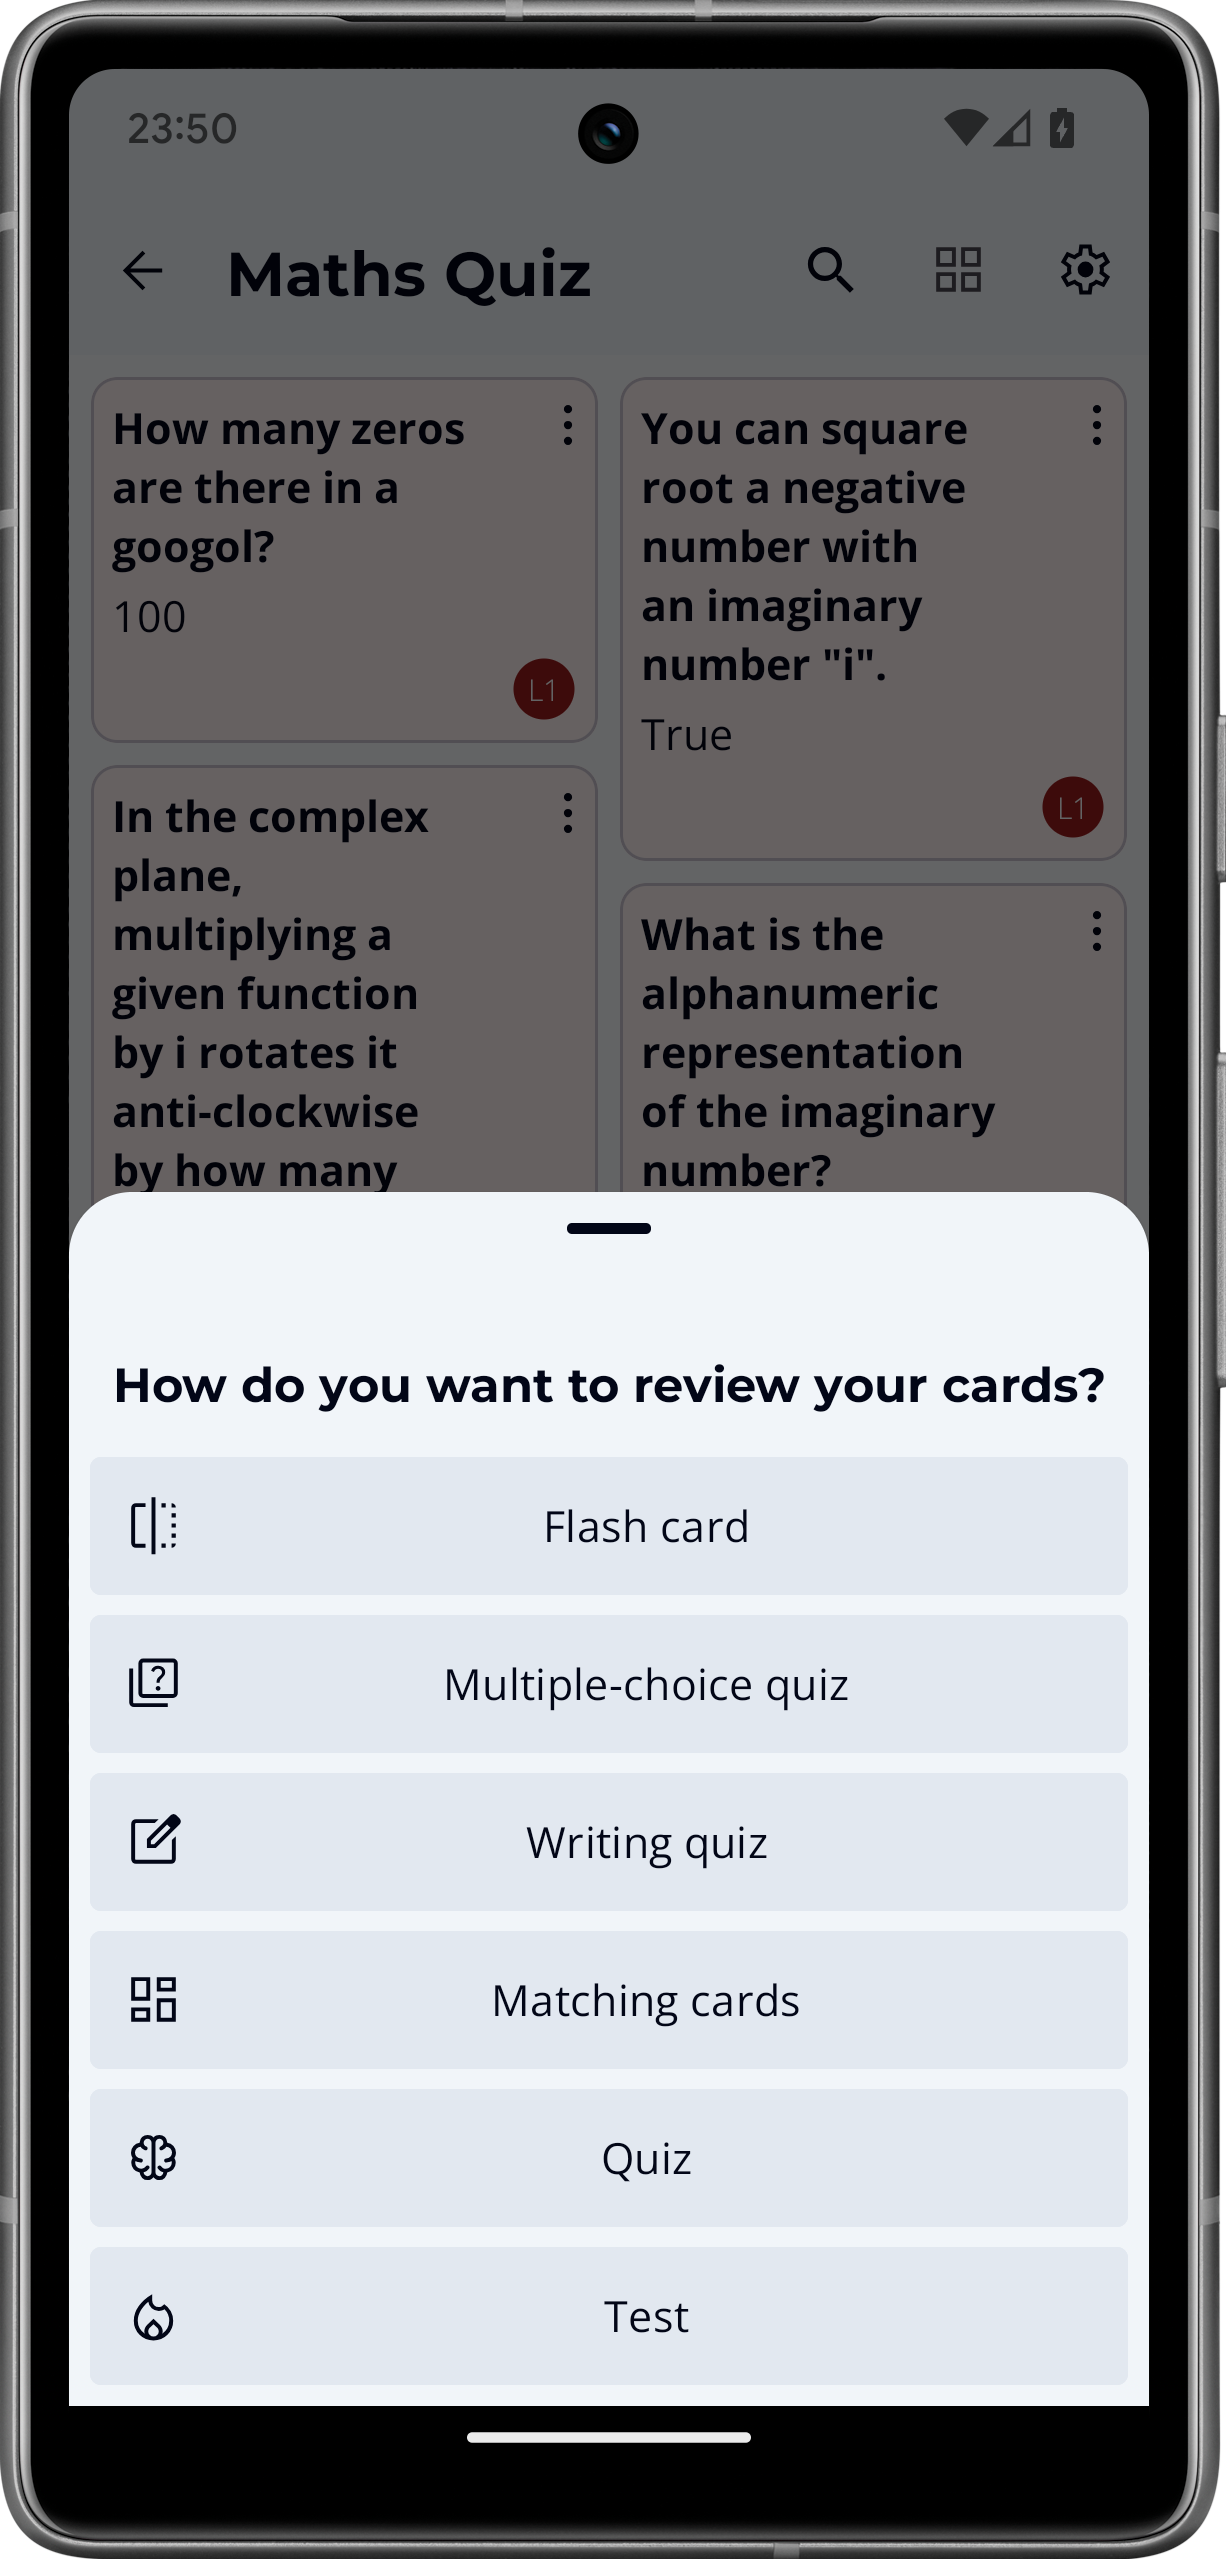 23:50
Maths Quiz
How many zeros
are there in a
googol?
100
L1
You can square
root a negative
number with
an imaginary
number "i".
True
L1
In the complex
plane,
multiplying a
given function
by i rotates it
anti-clockwise
by how many
What is the
alphanumeric
representation
of the imaginary
number?
How do you want to review your cards?
Flash card
Multiple-choice quiz
Writing quiz
Matching cards
Quiz
Test